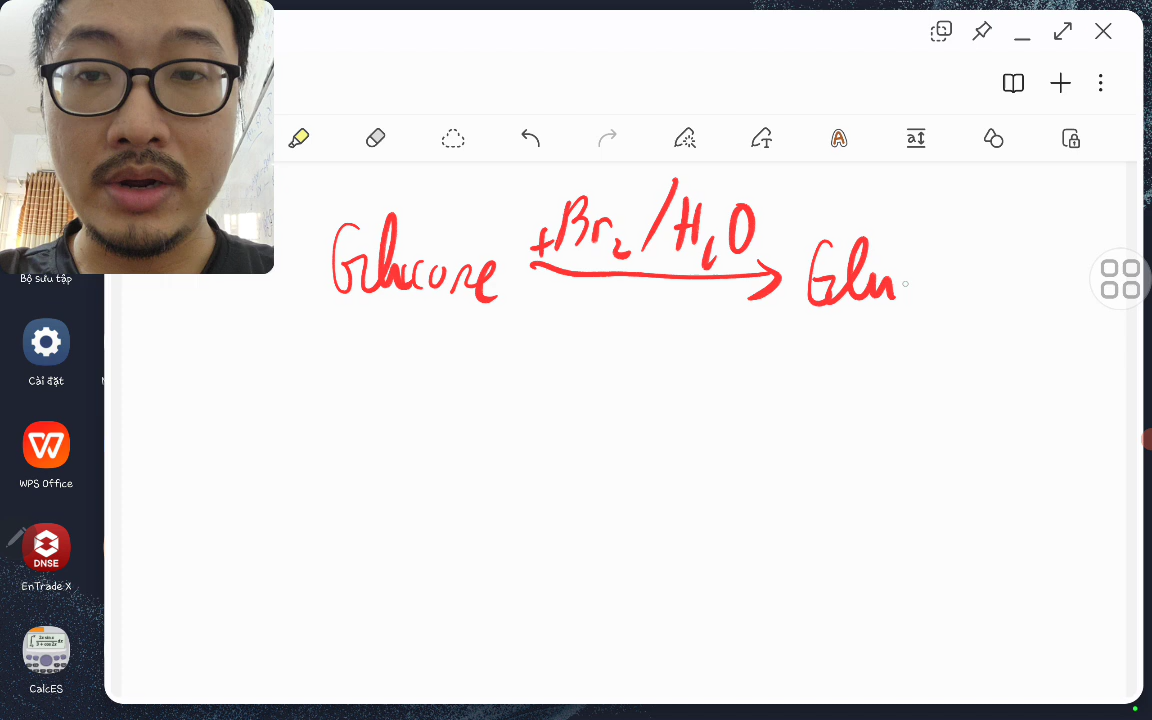 +Br2/H2O
Glucose → Glu
a
Bộ sưu tập
Cài đặt
WPS Office
DNSE
EnTrade X
CalcES